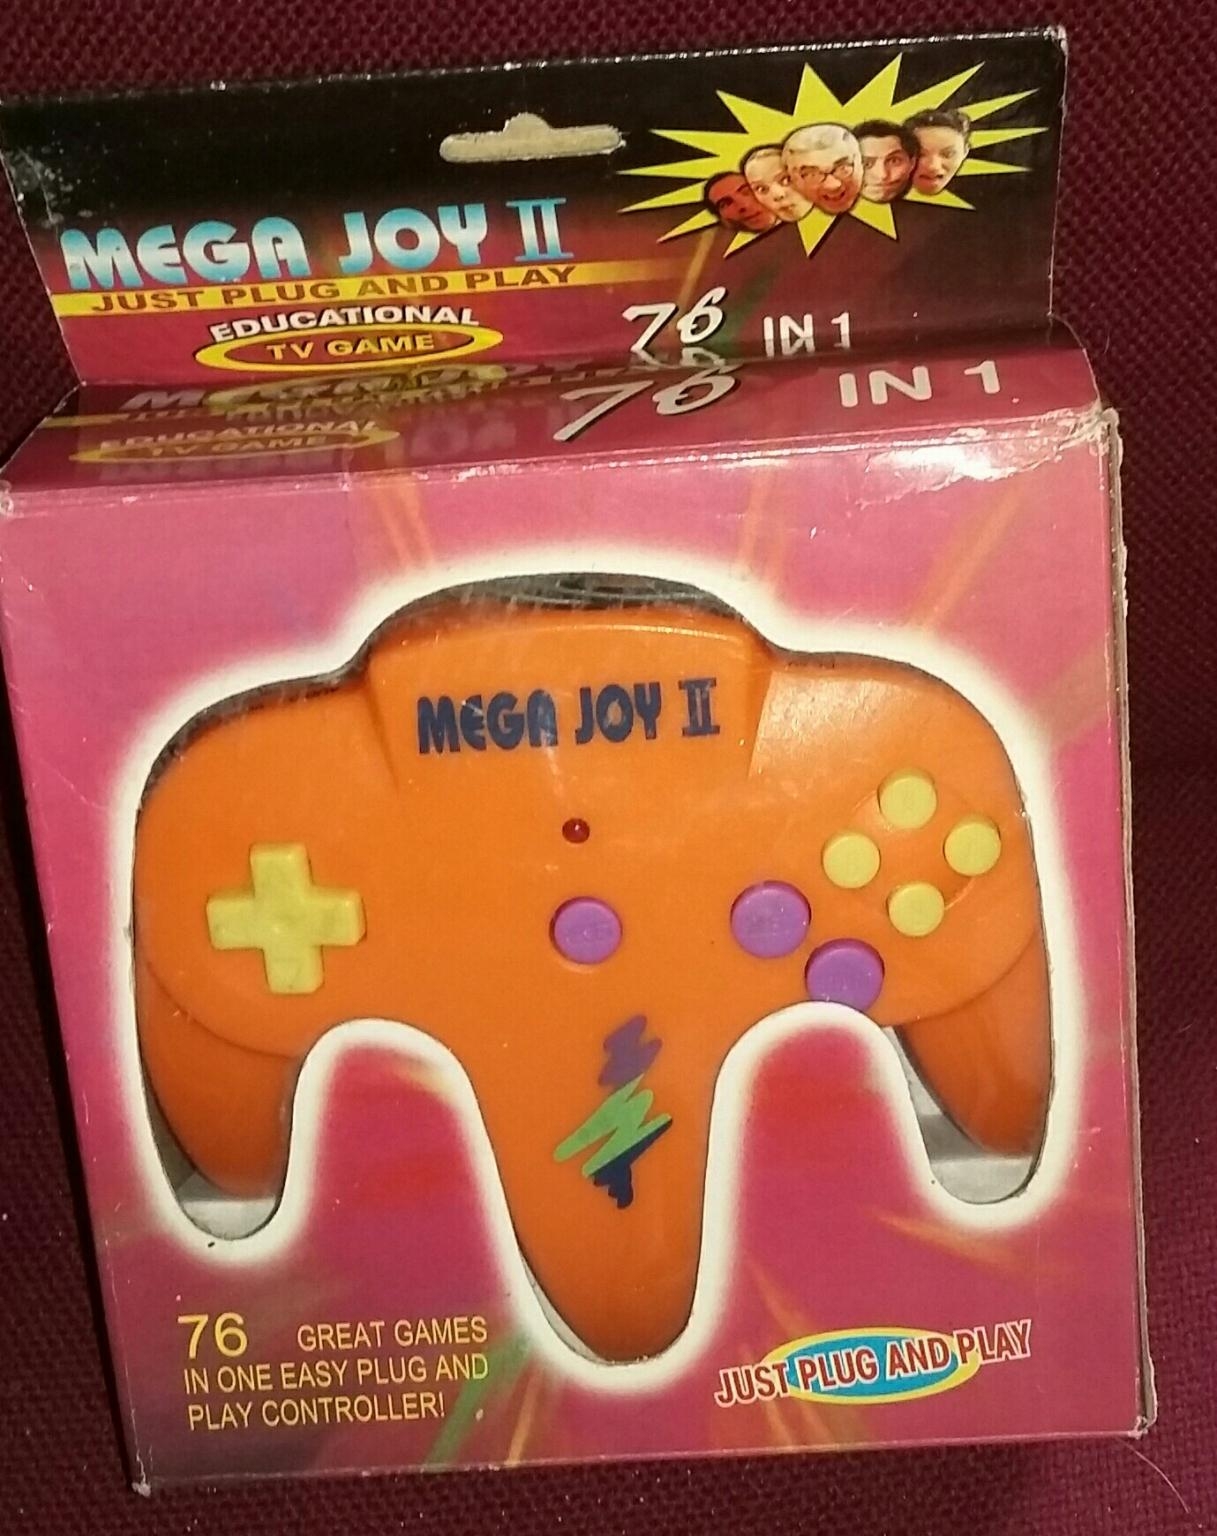 MEGA JOY II
JUST PLUG AND PLAY
EDUCATIONAL
TV GAME
76 IN 1
76 IN 1
EDUCATIONAL
TV GAME
MEGA JOY II
76 GREAT GAMES
IN ONE EASY PLUG AND
PLAY CONTROLLER!
JUST PLUG AND PLAY